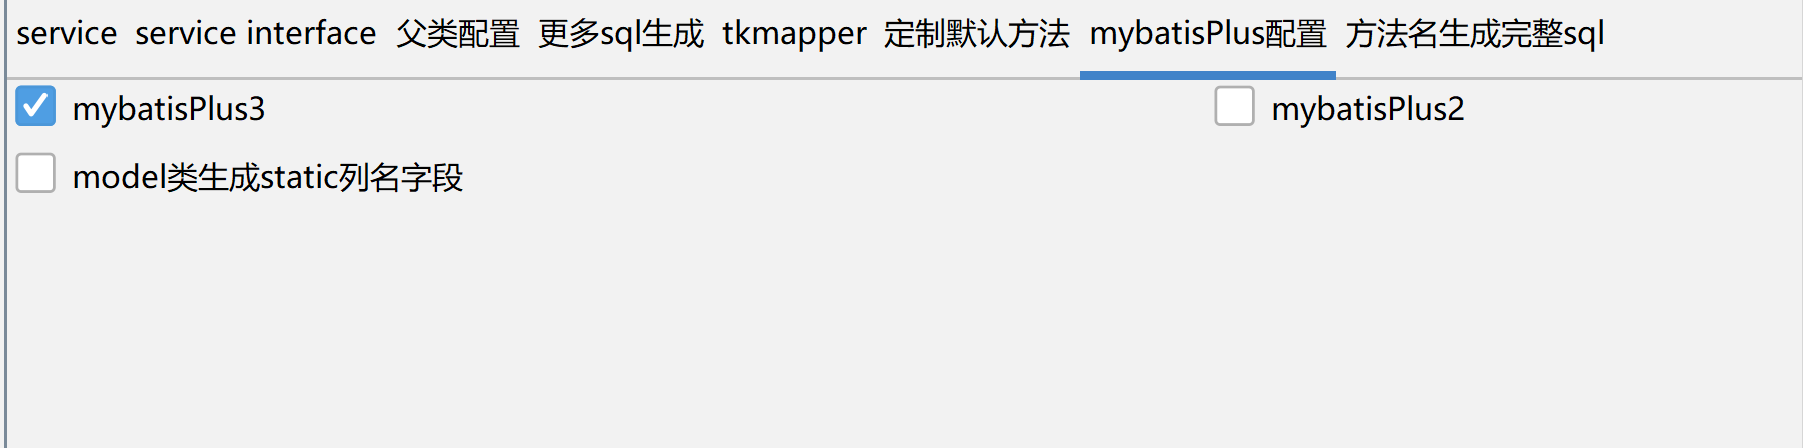 service service interface 父类配置 更多sql生成 tkmapper 定制默认方法 mybatisPlus配置 方法名生成完整sql
mybatisPlus3 mybatisPlus2
model类生成static列名字段